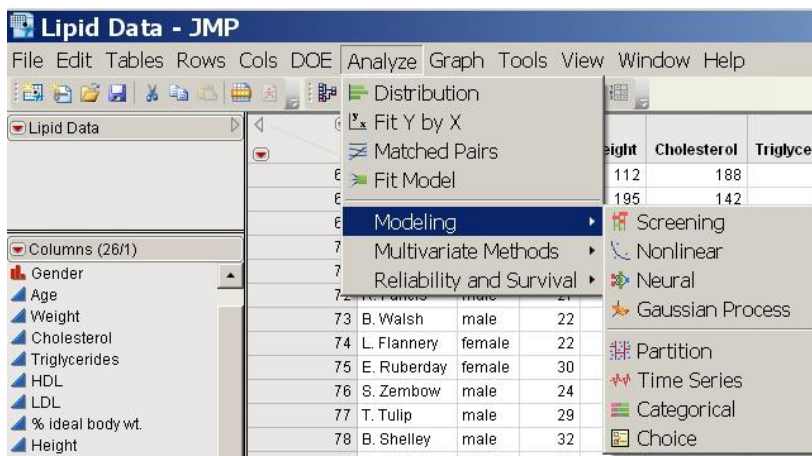 Lipid Data - JMP
File Edit Tables Rows Cols DOE Analyze Graph Tools View Window Help
Distribution
Fit Y by X
Matched Pairs
Fit Model
Modeling
Multivariate Methods
Reliability and Survival
Screening
Nonlinear
Neural
Gaussian Process
Partition
Time Series
Categorical
Choice
Lipid Data
Columns (26/1)
Gender
Age
Weight
Cholesterol
Triglycerides
HDL
LDL
% ideal body wt.
Height
eight Cholesterol Triglyce
112 188
195 142
73 B. Walsh male 22
74 L. Flannery female 22
75 E. Ruberday female 30
76 S. Zembow male 24
77 T. Tulip male 29
78 B. Shelley male 32